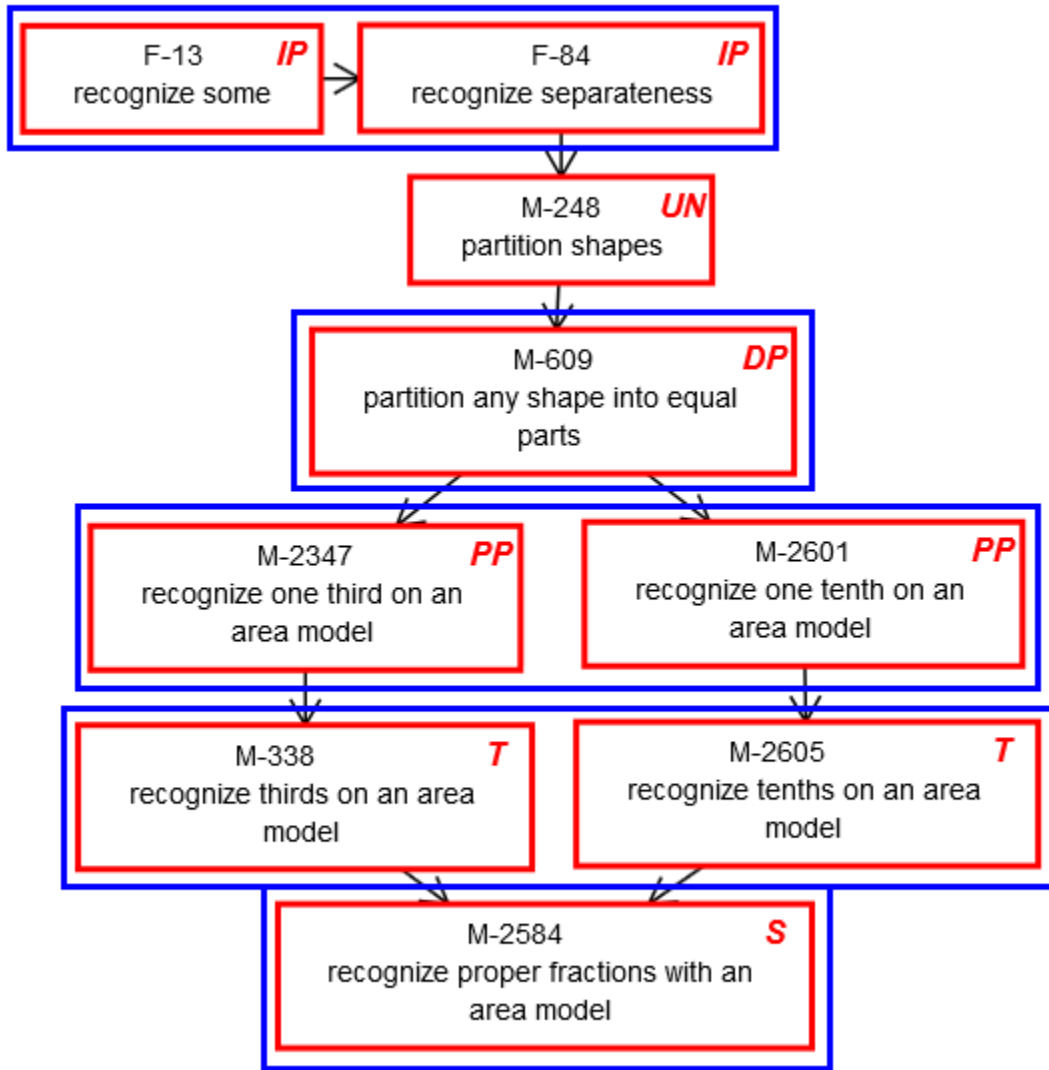 F-13 IP
recognize some
F-84 IP
recognize separateness
M-248 UN
partition shapes
M-609 DP
partition any shape into equal
parts
M-2347 PP
recognize one third on an
area model
M-2601 PP
recognize one tenth on an
area model
M-338 T
recognize thirds on an area
model
M-2605 T
recognize tenths on an area
model
M-2584 S
recognize proper fractions with an
area model